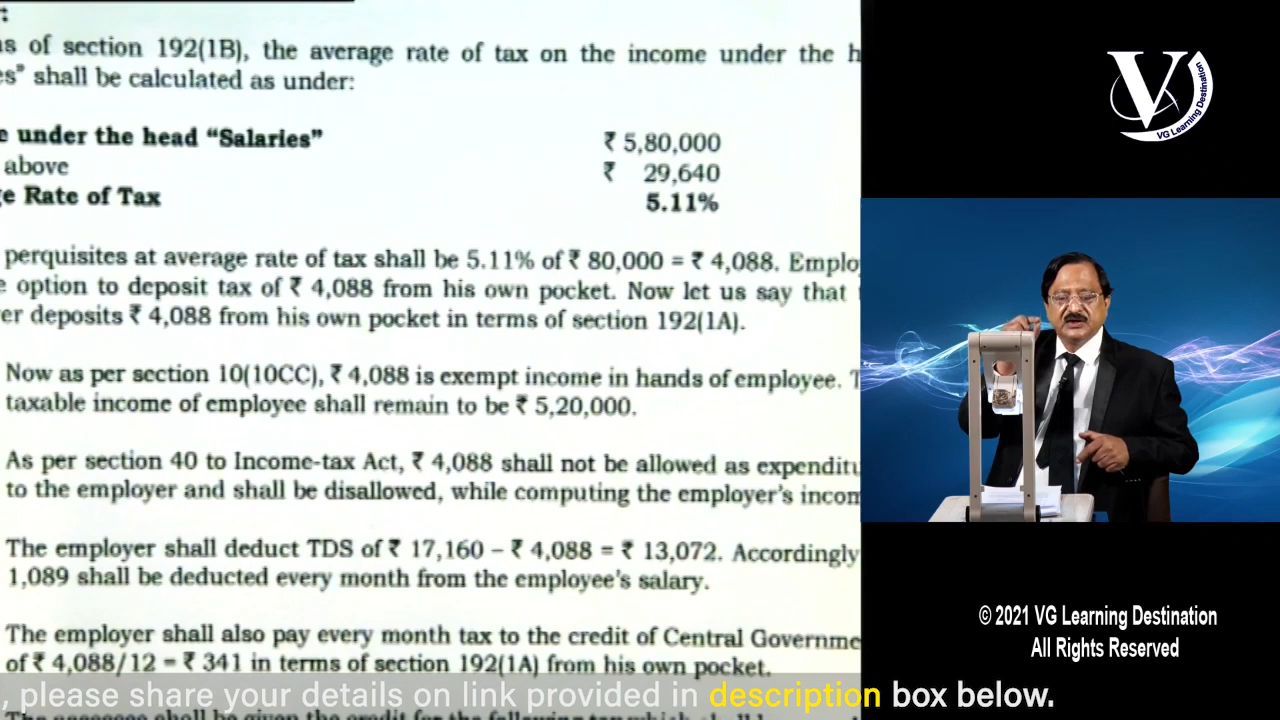 :
s of section 192(1B), the average rate of tax on the income under the h
es" shall be calculated as under:
e under the head "Salaries" ₹ 5,80,000
above ₹ 29,640
ge Rate of Tax 5.11%
perquisites at average rate of tax shall be 5.11% of ₹ 80,000 = ₹ 4,088. Emplo
e option to deposit tax of ₹ 4,088 from his own pocket. Now let us say that
er deposits ₹ 4,088 from his own pocket in terms of section 192(1A).
Now as per section 10(10CC), ₹ 4,088 is exempt income in hands of employee. T
taxable income of employee shall remain to be ₹ 5,20,000.
As per section 40 to Income-tax Act, ₹ 4,088 shall not be allowed as expenditu
to the employer and shall be disallowed, while computing the employer's incom
The employer shall deduct TDS of ₹ 17,160 – ₹ 4,088 = ₹ 13,072. Accordingly
1,089 shall be deducted every month from the employee's salary.
The employer shall also pay every month tax to the credit of Central Governme
of ₹ 4,088/12 = ₹ 341 in terms of section 192(1A) from his own pocket.
, please share your details on link provided in description box below.
V
VG Learning Destination
© 2021 VG Learning Destination
All Rights Reserved